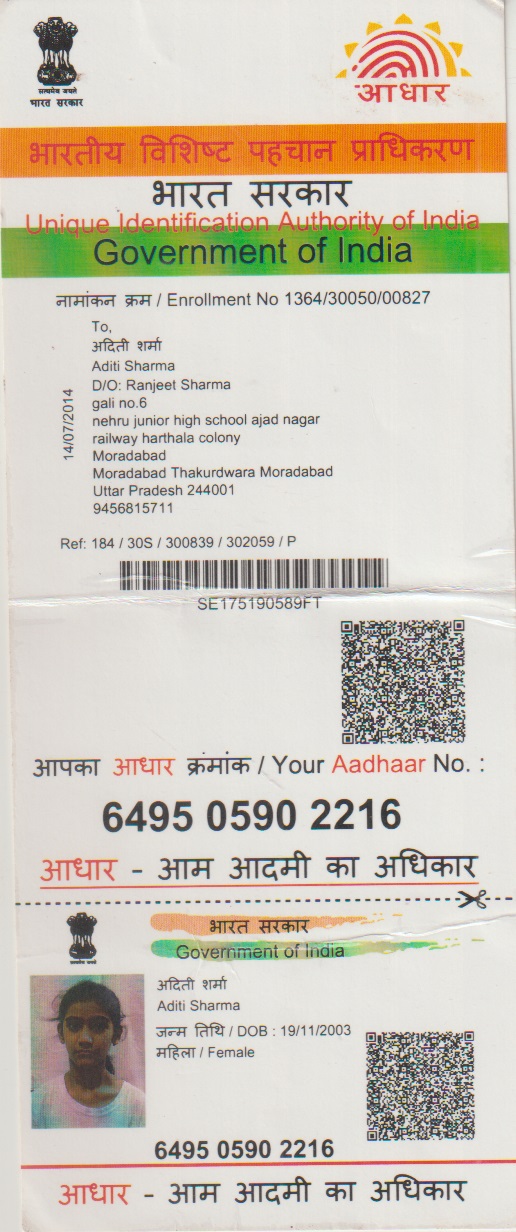 सत्यमेव जयते
भारत सरकार
आधार
भारतीय विशिष्ट पहचान प्राधिकरण
भारत सरकार
Unique Identification Authority of India
Government of India
नामांकन क्रम / Enrollment No 1364/30050/00827
To,
अदिती शर्मा
Aditi Sharma
D/O: Ranjeet Sharma
gali no.6
nehru junior high school ajad nagar
railway harthala colony
Moradabad
Moradabad Thakurdwara Moradabad
Uttar Pradesh 244001
9456815711
14/07/2014
Ref: 184 / 30S / 300839 / 302059 / P
SE175190589FT
आपका आधार क्रमांक / Your Aadhaar No. :
6495 0590 2216
आधार - आम आदमी का अधिकार
भारत सरकार
Government of India
अदिती शर्मा
Aditi Sharma
जन्म तिथि / DOB : 19/11/2003
महिला / Female
6495 0590 2216
आधार - आम आदमी का अधिकार